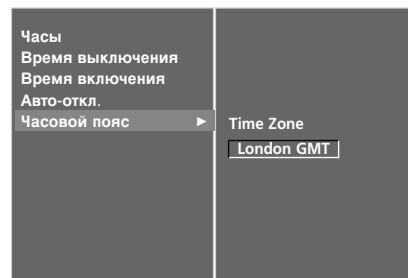 Часы
Время выключения
Время включения
Авто-откл.
Часовой пояс ►
Time Zone
London GMT